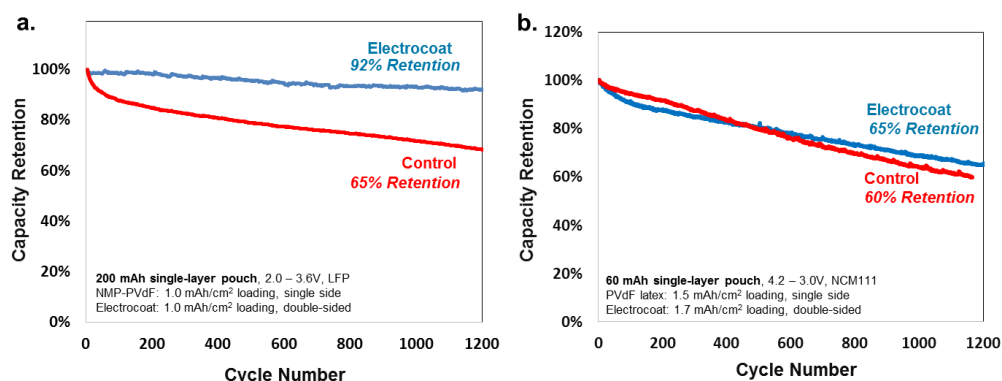 a.
Capacity Retention
100%
80%
60%
40%
20%
0%
Electrocoat
92% Retention
Control
65% Retention
200 mAh single-layer pouch, 2.0 – 3.6V, LFP
NMP-PVdF: 1.0 mAh/cm² loading, single side
Electrocoat: 1.0 mAh/cm² loading, double-sided
0 200 400 600 800 1000 1200
Cycle Number
b.
Capacity Retention
120%
100%
80%
60%
40%
20%
0%
Electrocoat
65% Retention
Control
60% Retention
60 mAh single-layer pouch, 4.2 – 3.0V, NCM111
PVdF latex: 1.5 mAh/cm² loading, single side
Electrocoat: 1.7 mAh/cm² loading, double-sided
0 200 400 600 800 1000 1200
Cycle Number